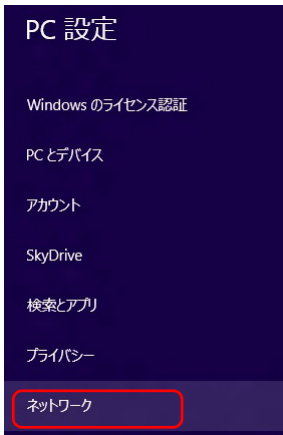 PC 設定
Windows のライセンス認証
PC とデバイス
アカウント
SkyDrive
検索とアプリ
プライバシー
ネットワーク